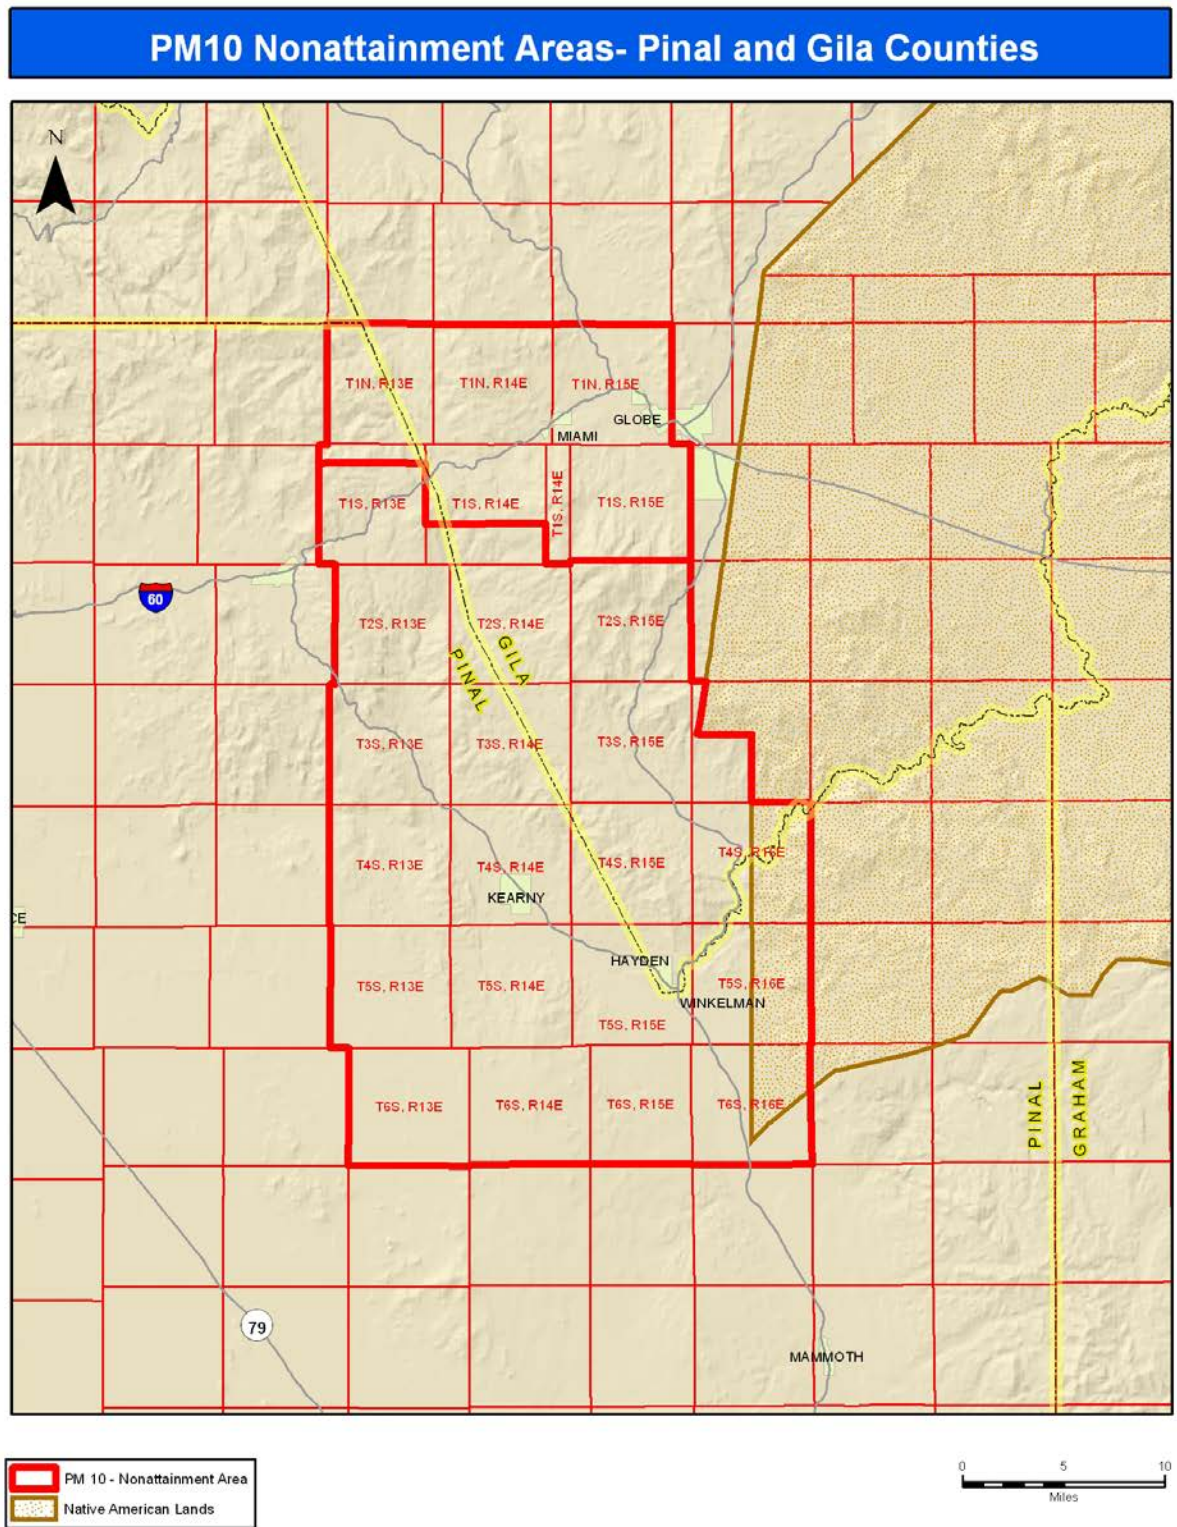 PM10 Nonattainment Areas- Pinal and Gila Counties
N
T1N, R13E
T1N, R14E
T1N, R15E
GLOBE
MIAMI
T1S, R13E
T1S, R14E
T1S, R14E
T1S, R15E
60
T2S, R13E
T2S, R14E
T2S, R15E
GILA
PINAL
T3S, R13E
T3S, R14E
T3S, R15E
T4S, R13E
T4S, R14E
T4S, R15E
T4S, R16E
KEARNY
CE
HAYDEN
T5S, R13E
T5S, R14E
T5S, R16E
WINKELMAN
T5S, R15E
PINAL
GRAHAM
T6S, R13E
T6S, R14E
T6S, R15E
T6S, R16E
79
MAMMOTH
PM 10 - Nonattainment Area
Native American Lands
0 5 10
Miles